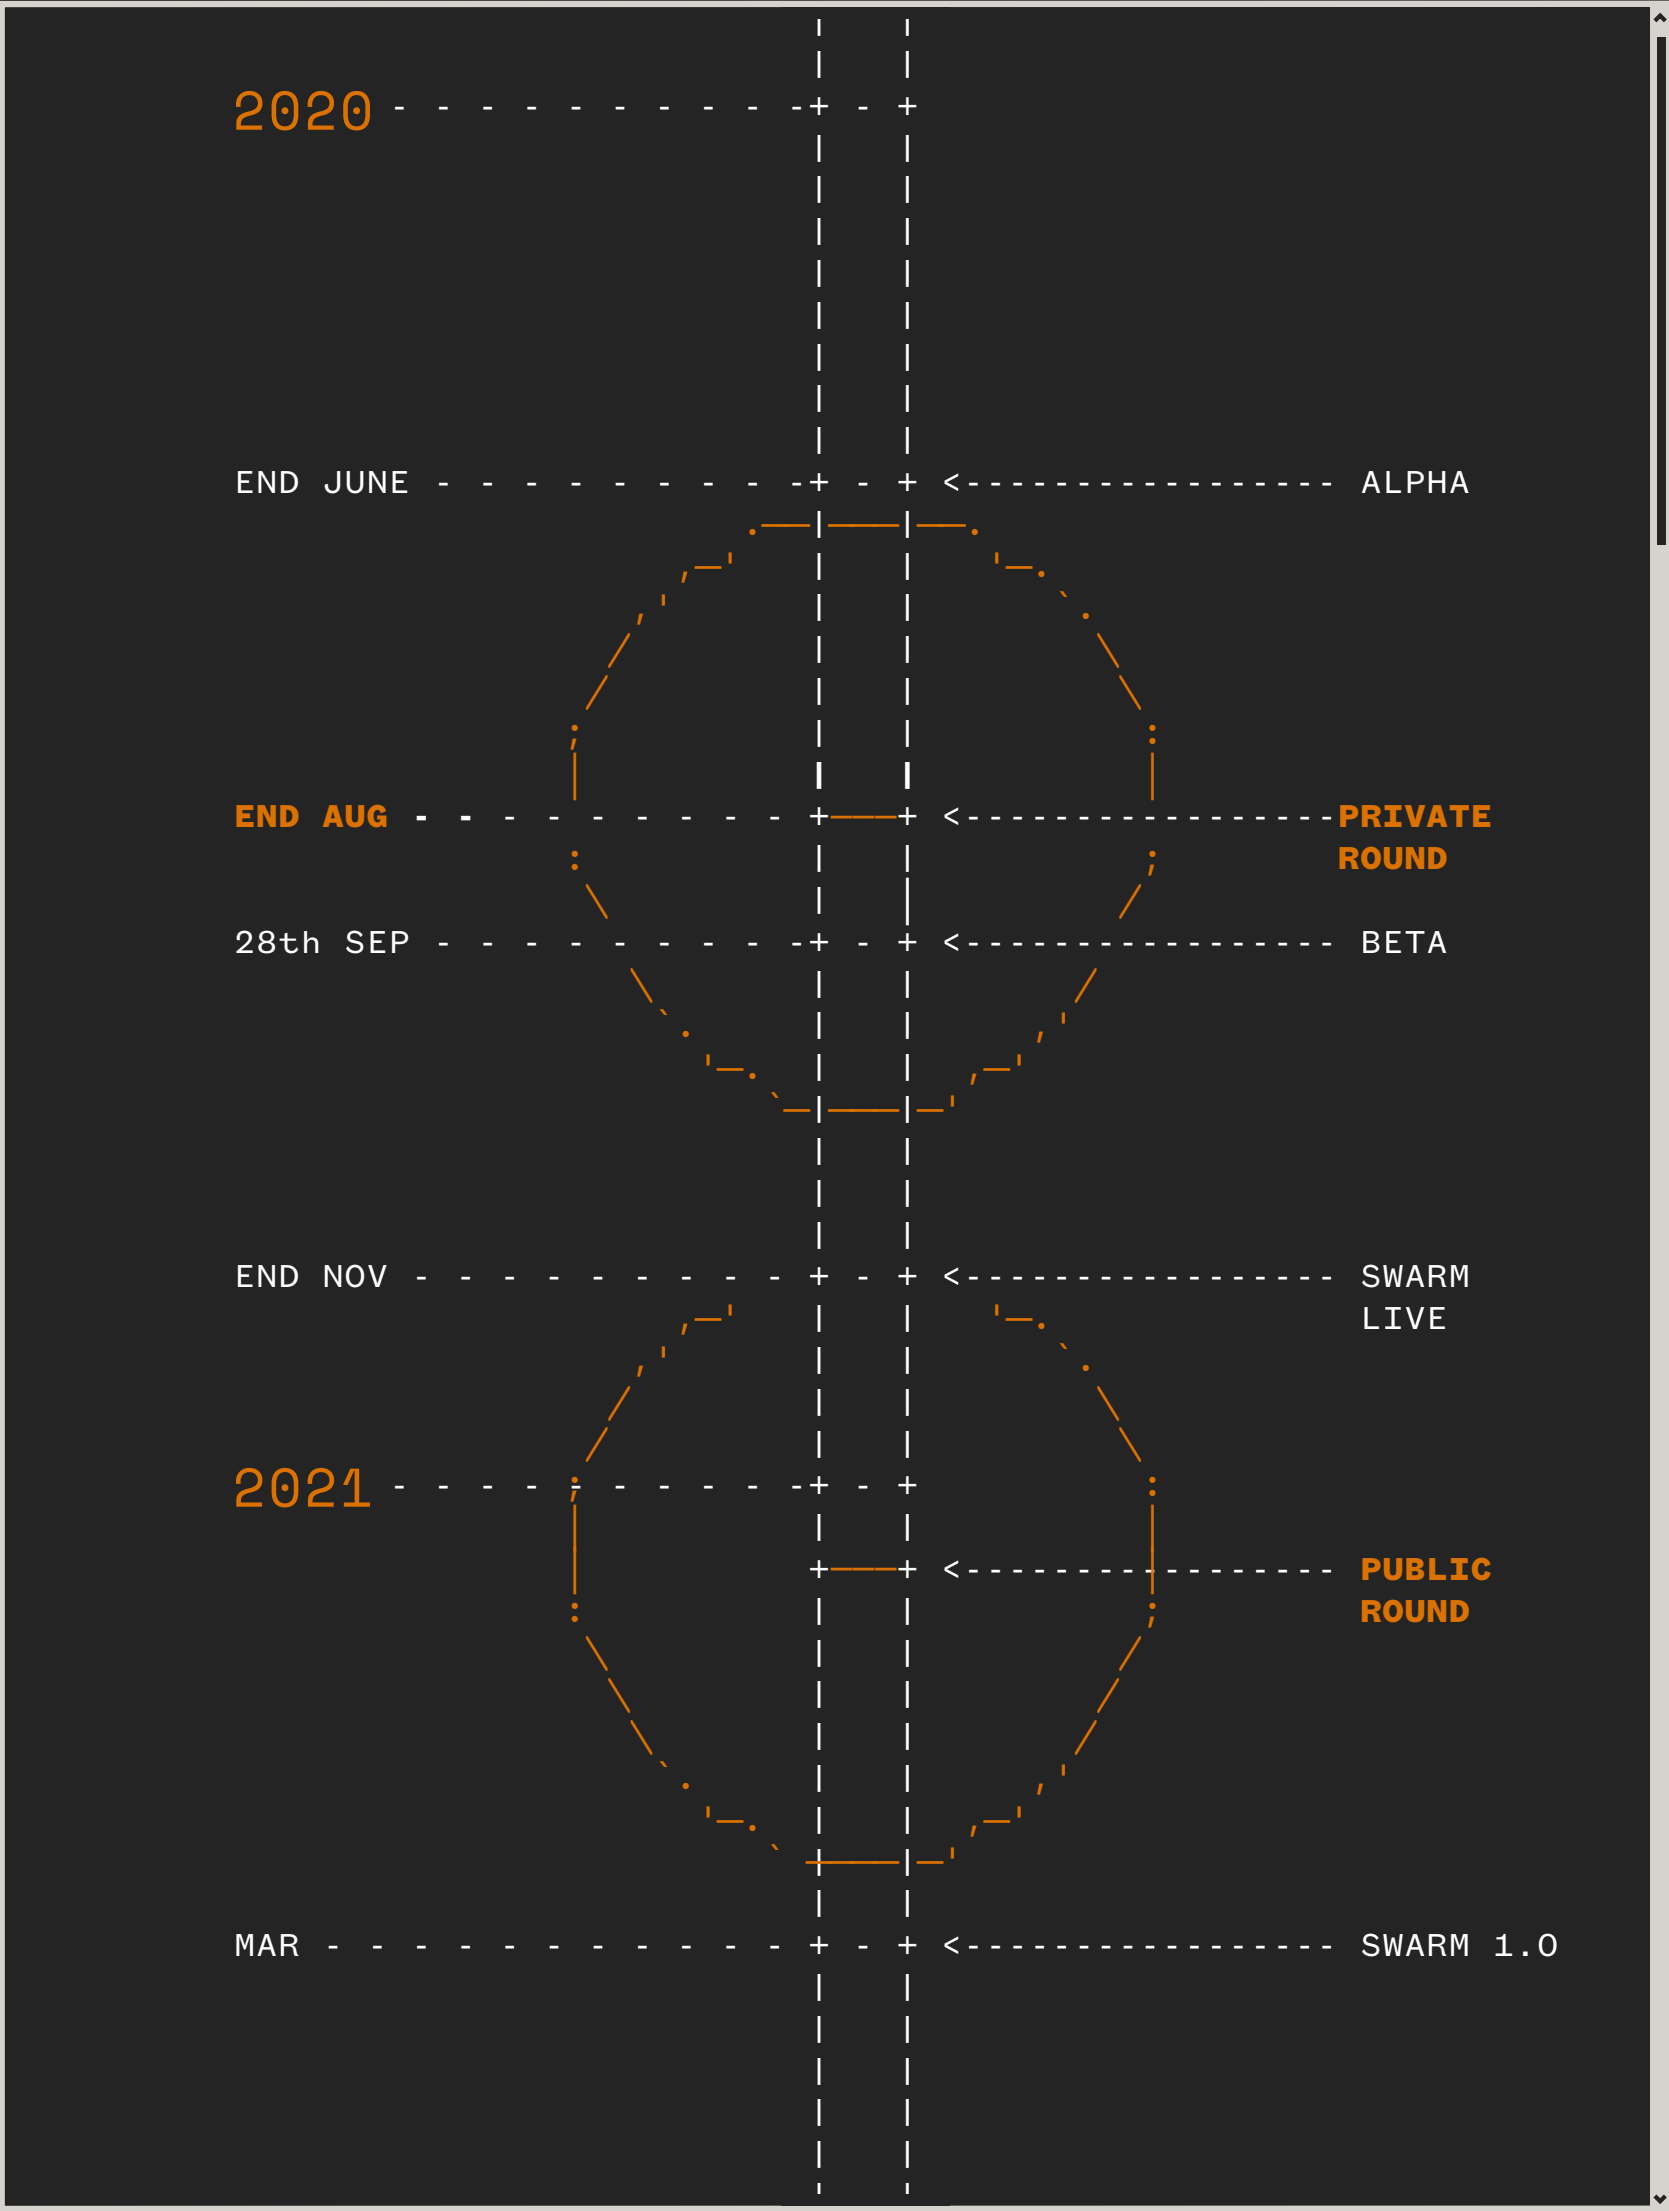 2020
END JUNE ALPHA
END AUG PRIVATE
ROUND
28th SEP BETA
END NOV SWARM
LIVE
2021
PUBLIC
ROUND
MAR SWARM 1.0